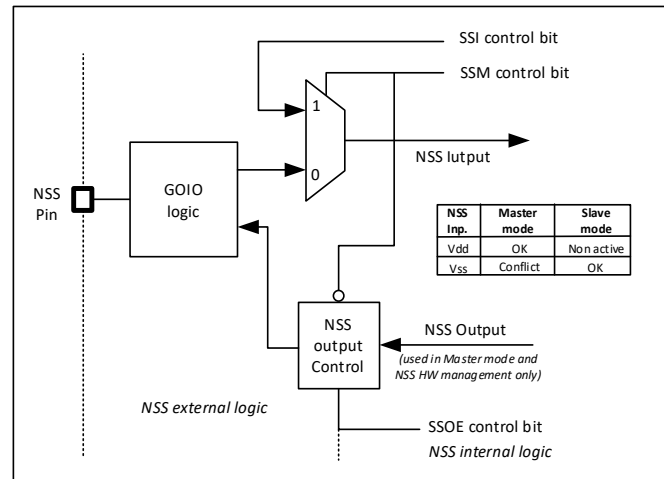 SSI control bit
SSM control bit
1
0
NSS Iutput
NSS
Pin
GOIO
logic
NSS Inp. Master mode Slave mode
Vdd OK Non active
Vss Conflict OK
NSS
output
Control
NSS Output
(used in Master mode and
NSS HW management only)
NSS external logic
SSOE control bit
NSS internal logic